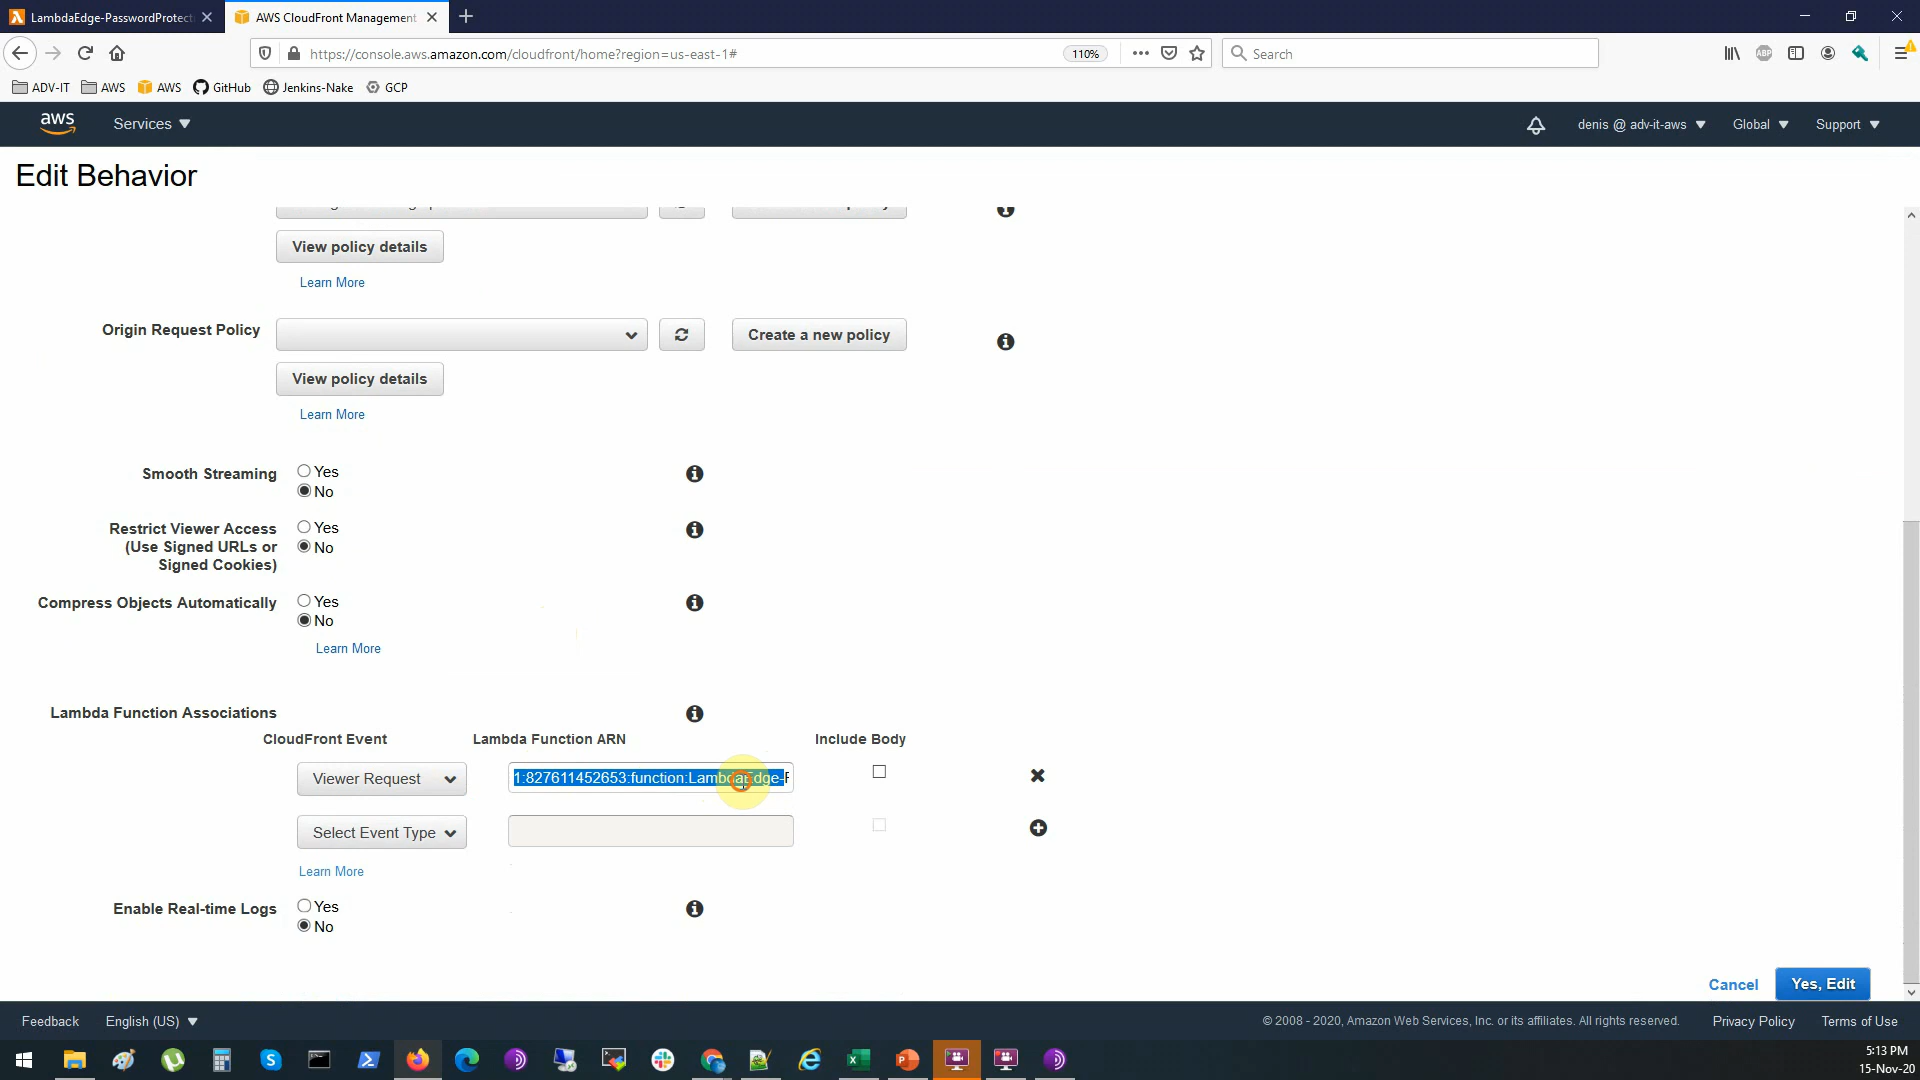 LambdaEdge-PasswordProtect
AWS CloudFront Management
https://console.aws.amazon.com/cloudfront/home?region=us-east-1#
110%
Search
ADV-IT
AWS
AWS
GitHub
Jenkins-Nake
GCP
aws
Services
denis @ adv-it-aws
Global
Support
Edit Behavior
View policy details
Learn More
Origin Request Policy
Create a new policy
View policy details
Learn More
Smooth Streaming
Yes
No
Restrict Viewer Access
(Use Signed URLs or
Signed Cookies)
Yes
No
Compress Objects Automatically
Yes
No
Learn More
Lambda Function Associations
CloudFront Event
Lambda Function ARN
Include Body
Viewer Request
1:827611452653:function:LambdaEdge-P
Select Event Type
Learn More
Enable Real-time Logs
Yes
No
Cancel
Yes, Edit
Feedback
English (US)
© 2008 - 2020, Amazon Web Services, Inc. or its affiliates. All rights reserved.
Privacy Policy
Terms of Use
5:13 PM
15-Nov-20